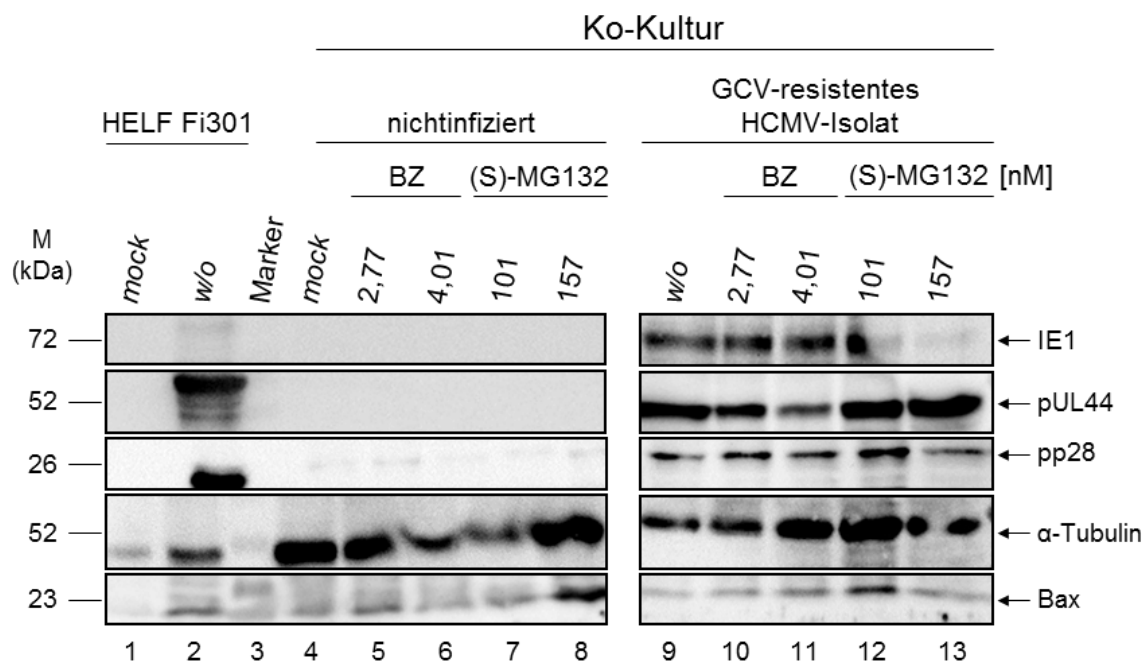 Ko-Kultur
HELF Fi301
nichtinfiziert
GCV-resistentes
HCMV-Isolat
BZ
(S)-MG132
BZ
(S)-MG132
[nM]
M
(kDa)
mock
w/o
Marker
mock
2,77
4,01
101
157
w/o
2,77
4,01
101
157
72
IE1
52
pUL44
26
pp28
52
α-Tubulin
23
Bax
1 2 3 4 5 6 7 8 9 10 11 12 13